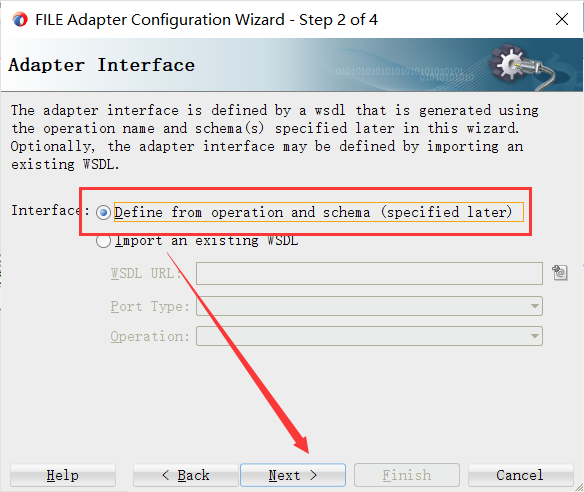 FILE Adapter Configuration Wizard - Step 2 of 4
Adapter Interface
The adapter interface is defined by a wsdl that is generated using
the operation name and schema(s) specified later in this wizard.
Optionally, the adapter interface may be defined by importing an
existing WSDL.
Interface: Define from operation and schema (specified later)
Import an existing WSDL
WSDL URL:
Port Type:
Operation:
Help < Back Next > Finish Cancel